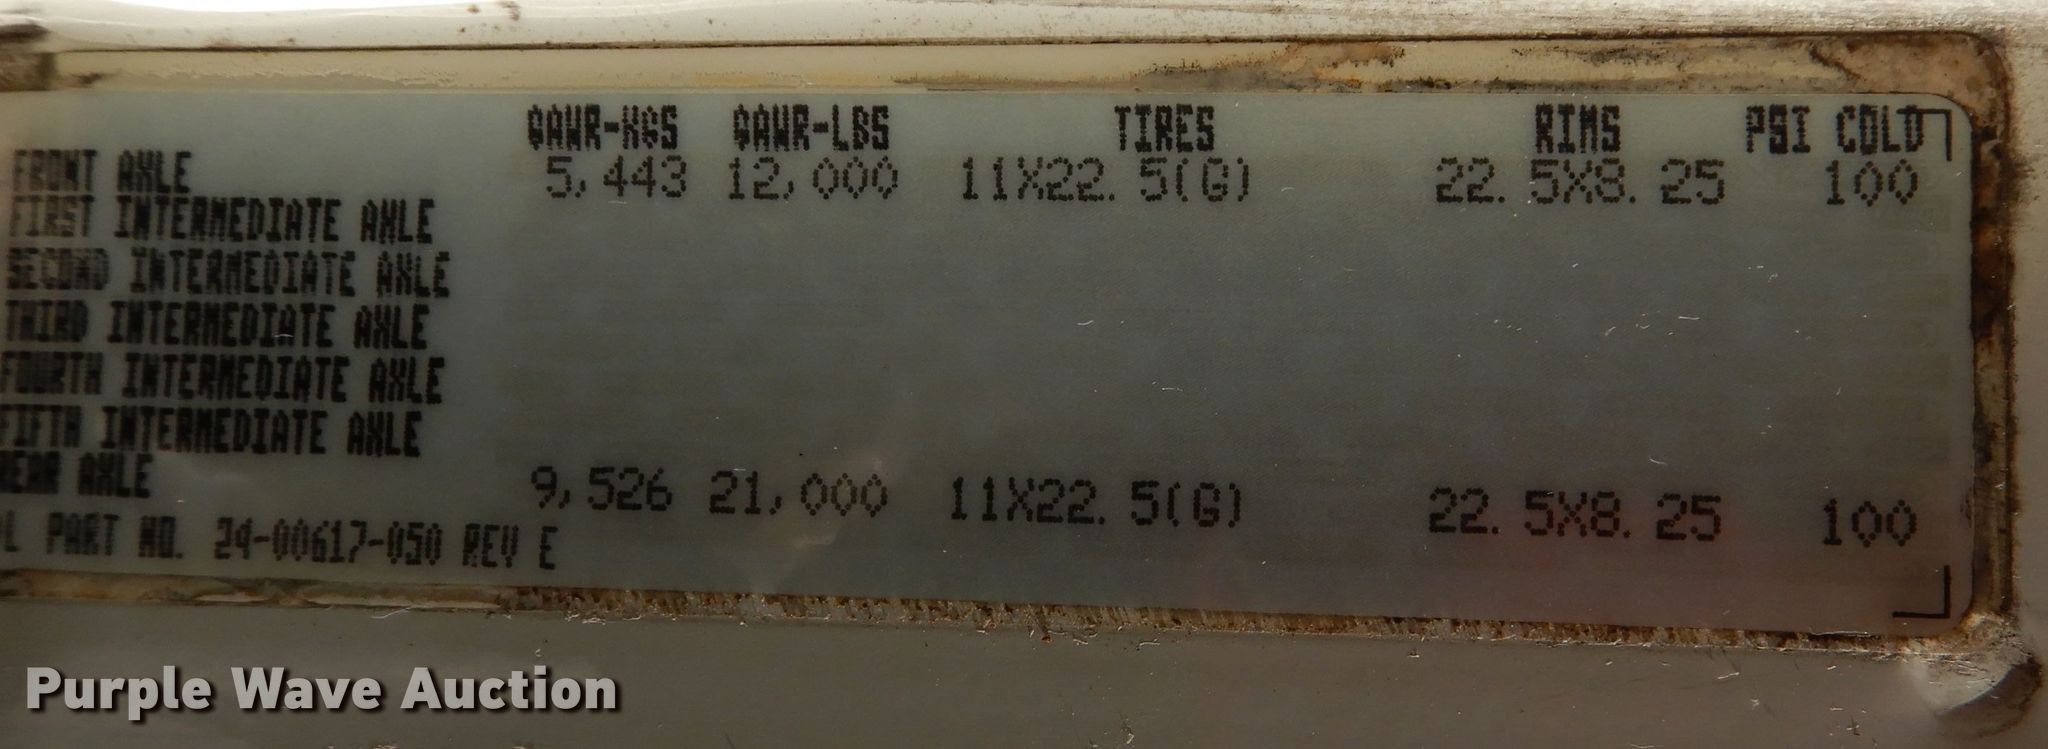 GAWR-KGS GAWR-LBS TIRES RIMS PSI COLD
FRONT AXLE 5,443 12,000 11X22.5(G) 22.5X8.25 100
FIRST INTERMEDIATE AXLE
SECOND INTERMEDIATE AXLE
THIRD INTERMEDIATE AXLE
FOURTH INTERMEDIATE AXLE
FIFTH INTERMEDIATE AXLE
REAR AXLE 9,526 21,000 11X22.5(G) 22.5X8.25 100
PART NO. 24-00617-050 REV E
Purple Wave Auction